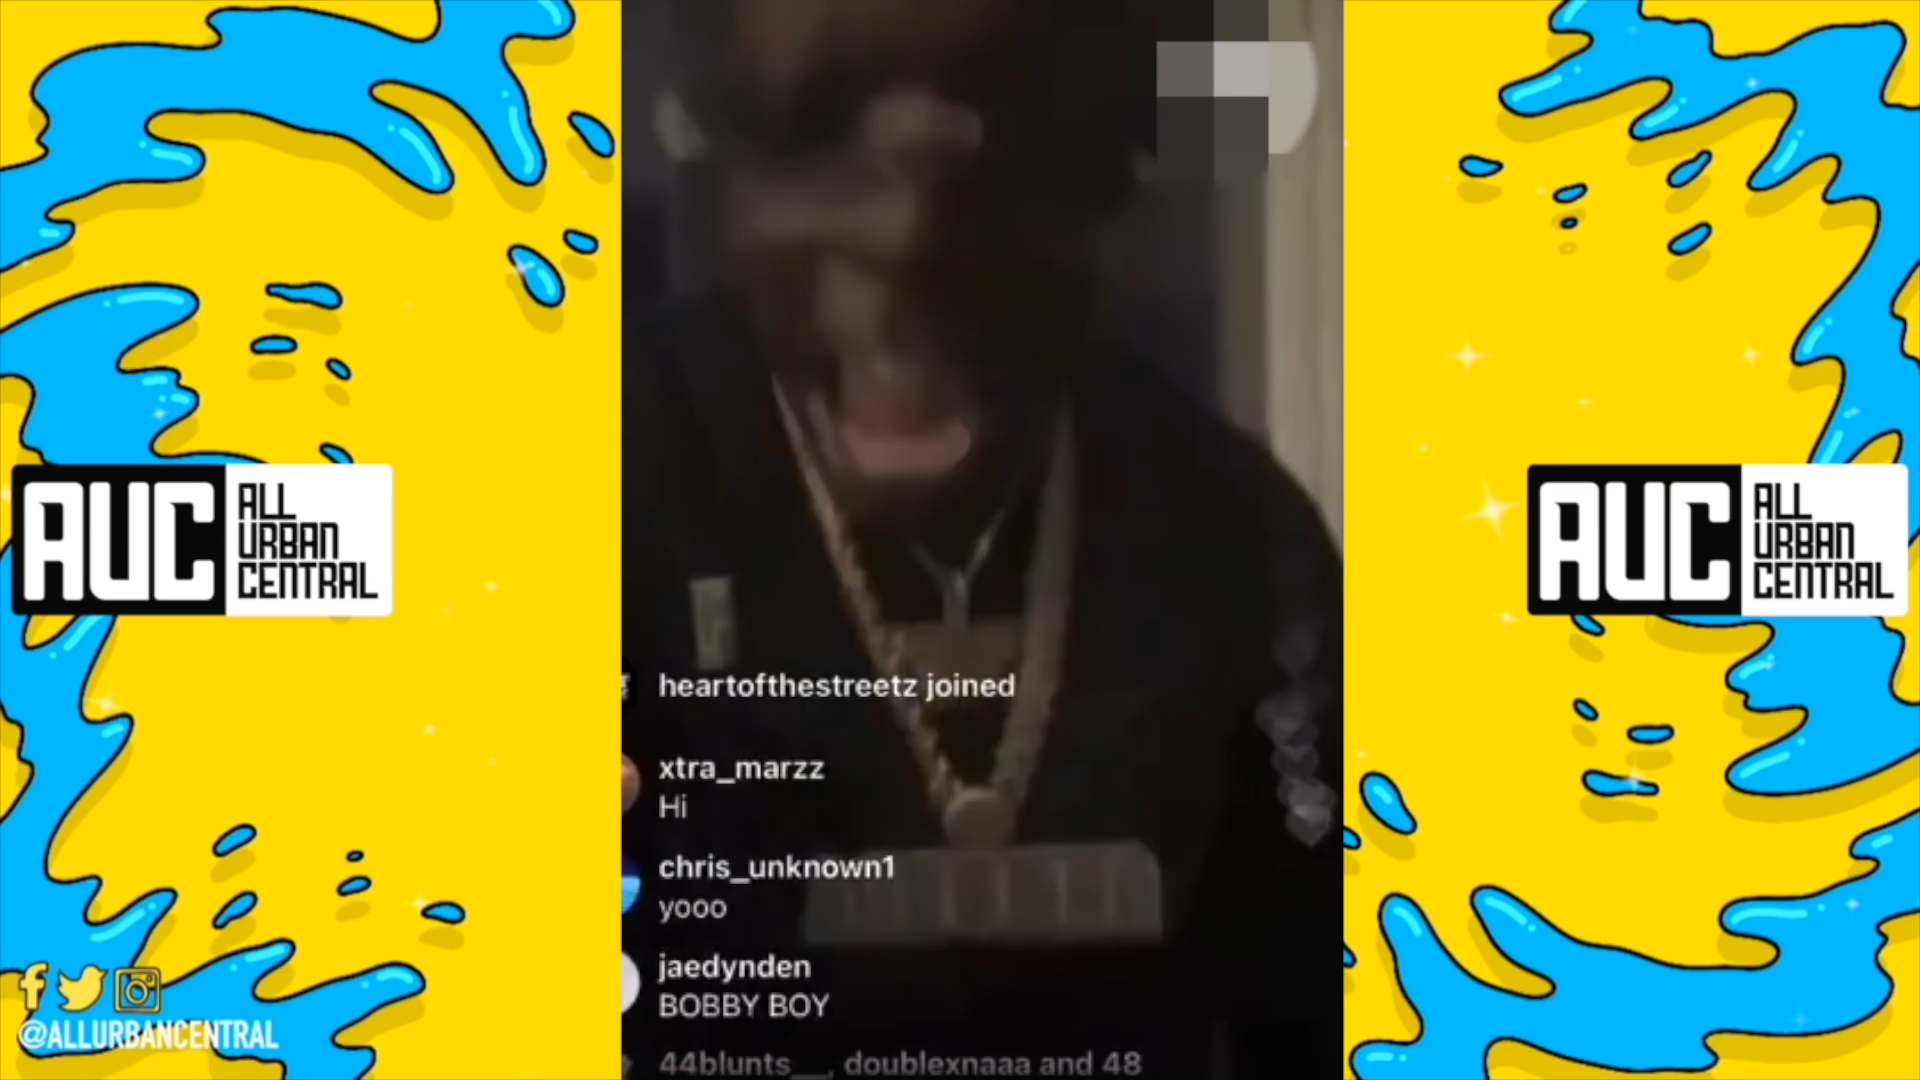 AUC
ALL
URBAN
CENTRAL
@ALLURBANCENTRAL
heartofthestreetz joined
xtra_marzz
Hi
chris_unknown1
yooo
jaedynden
BOBBY BOY
44blunts__, doublexnaaa and 48
AUC
ALL
URBAN
CENTRAL